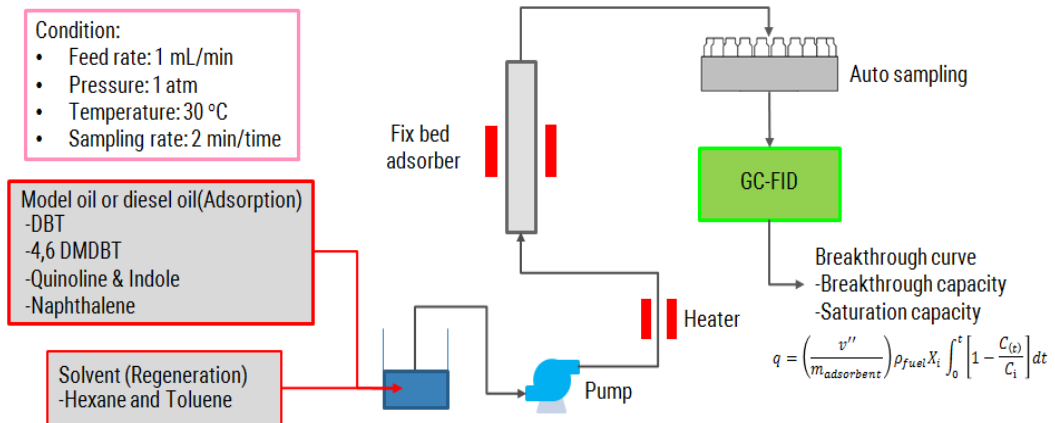 Condition:
• Feed rate: 1 mL/min
• Pressure: 1 atm
• Temperature: 30 °C
• Sampling rate: 2 min/time
Model oil or diesel oil(Adsorption)
-DBT
-4,6 DMDBT
-Quinoline & Indole
-Naphthalene
Solvent (Regeneration)
-Hexane and Toluene
Fix bed
adsorber
Heater
Pump
Auto sampling
GC-FID
Breakthrough curve
-Breakthrough capacity
-Saturation capacity
q = (v'' / m_adsorbent) ρ_fuel X_i ∫_0^t [1 − C_(t) / C_i] dt